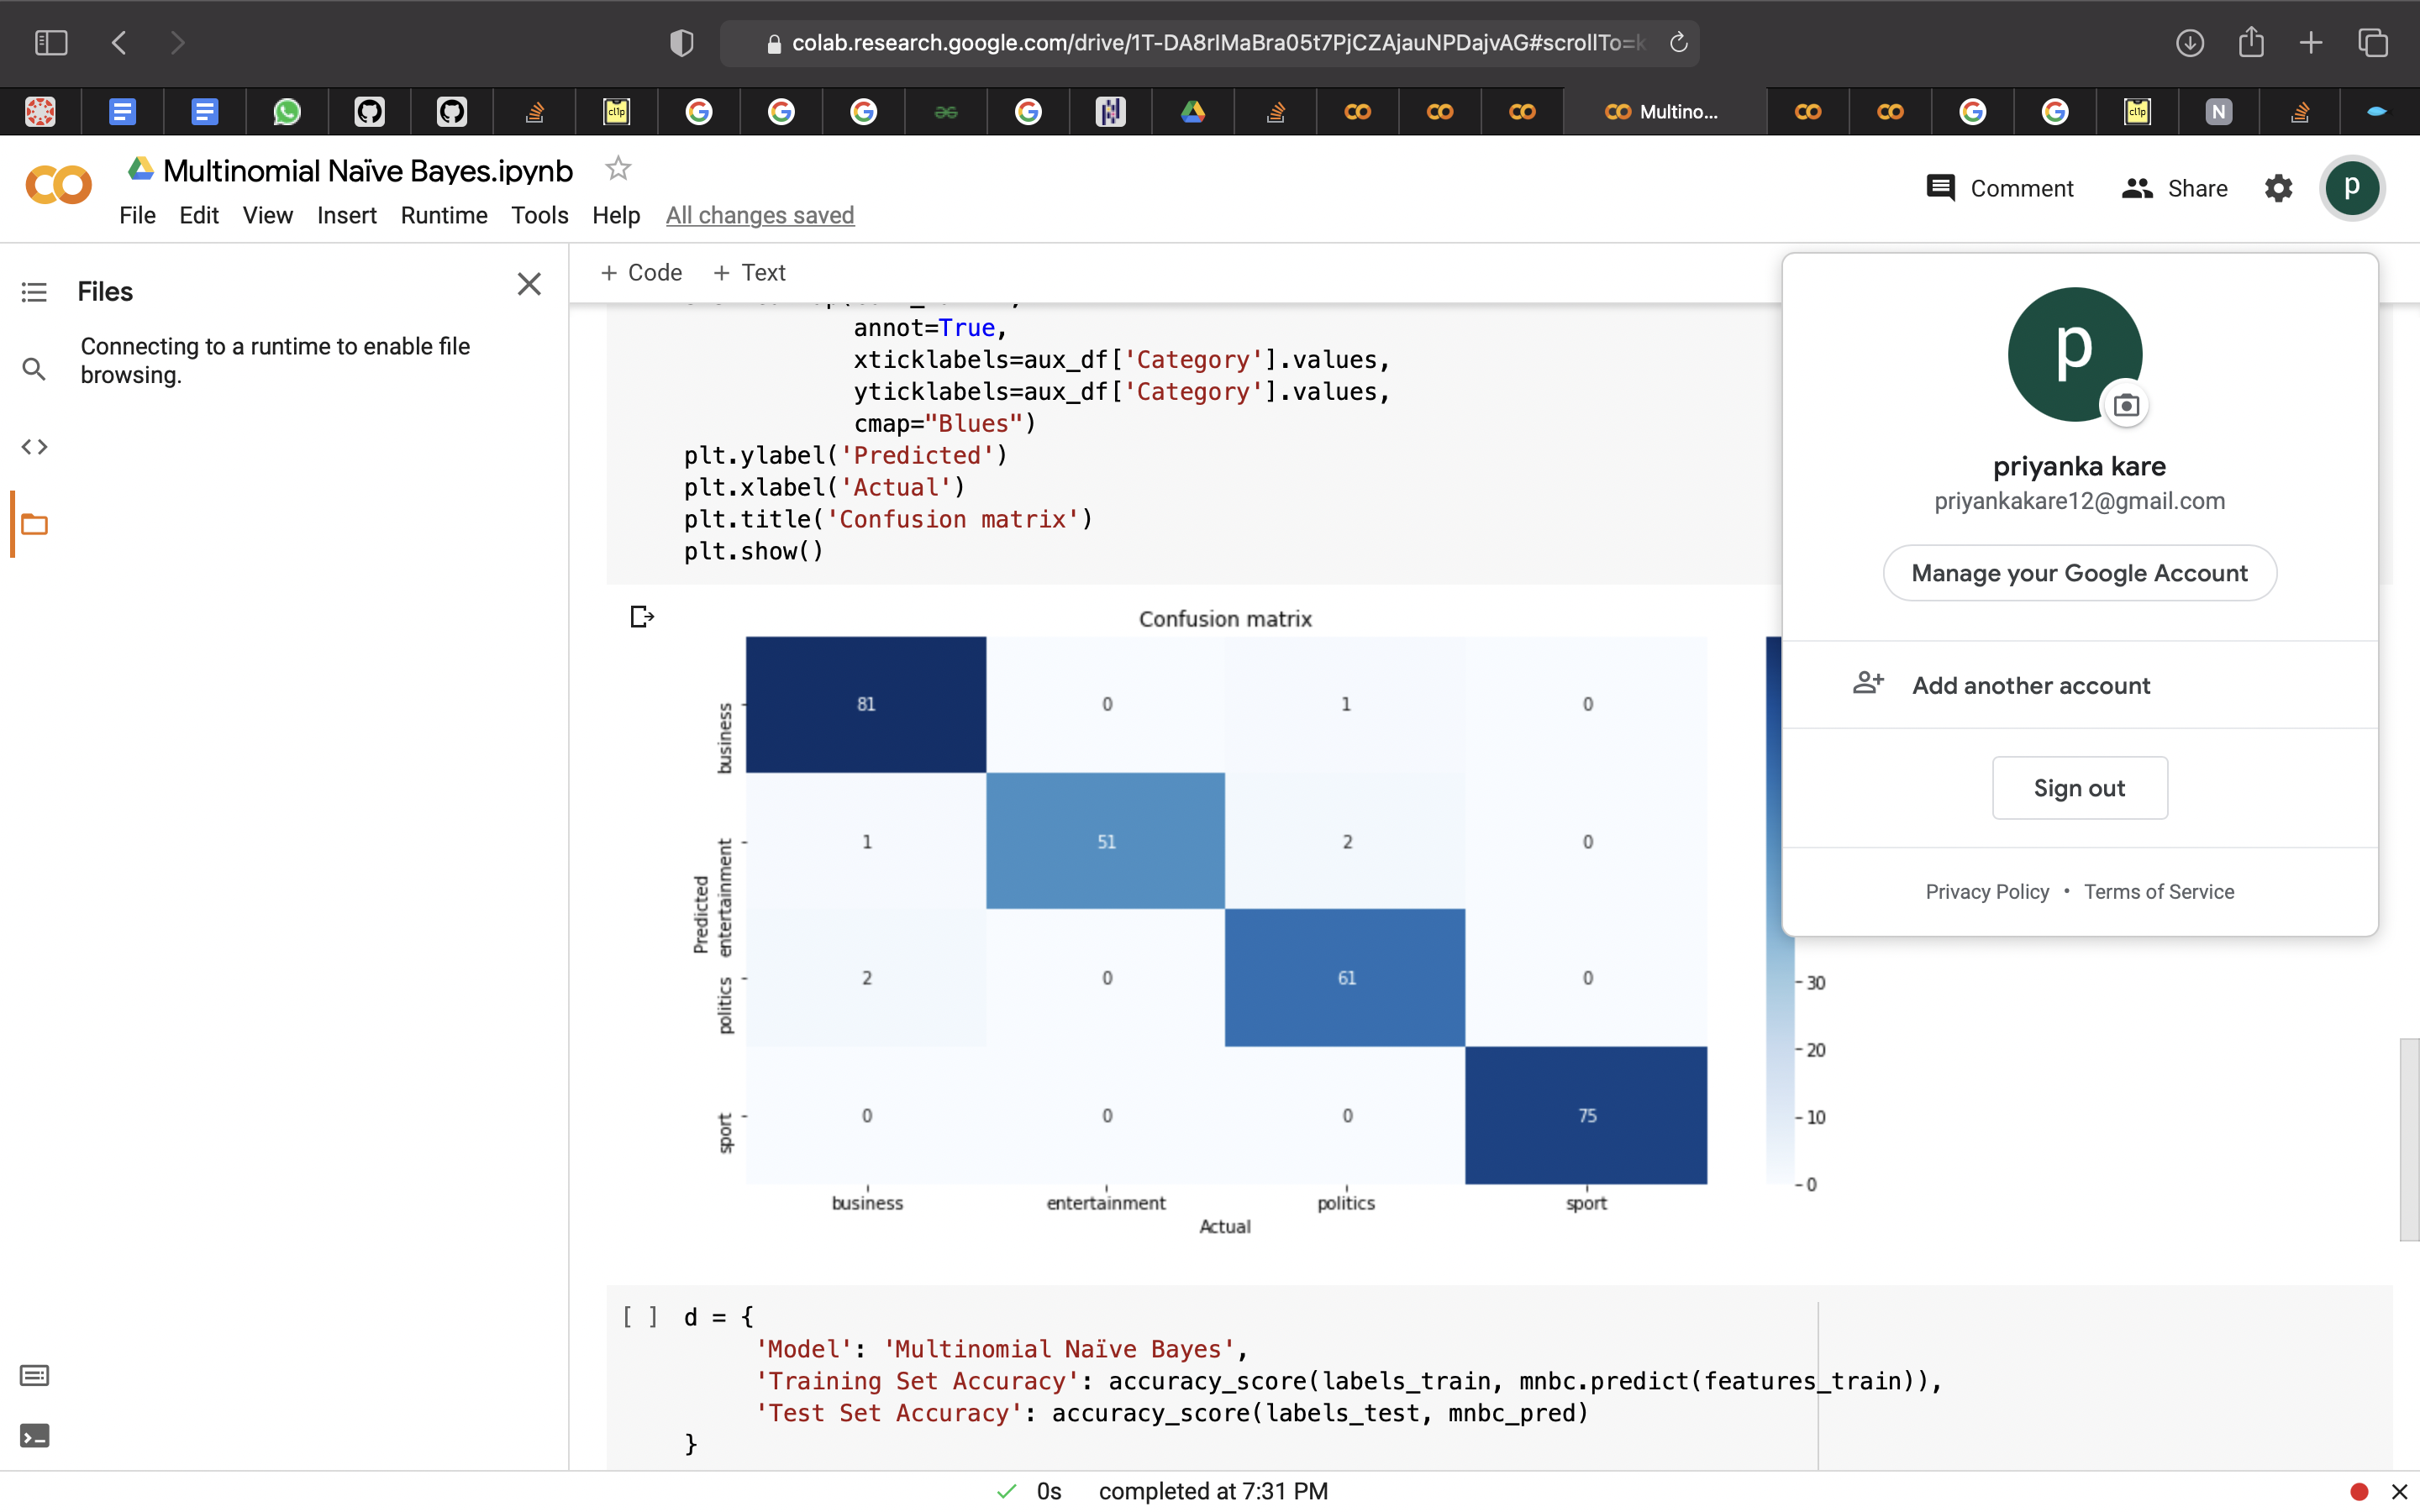 colab.research.google.com/drive/1T-DA8rIMaBra05t7PjCZAjauNPDajvAG#scrollTo=k
cl1p
Multino...
cl1p
N
Multinomial Naïve Bayes.ipynb
File Edit View Insert Runtime Tools Help All changes saved
Comment Share p
Files
Connecting to a runtime to enable file
browsing.
+ Code + Text
annot=True,
xticklabels=aux_df['Category'].values,
yticklabels=aux_df['Category'].values,
cmap="Blues")
plt.ylabel('Predicted')
plt.xlabel('Actual')
plt.title('Confusion matrix')
plt.show()
Confusion matrix
Predicted
business
entertainment
politics
sport
81 0 1 0
1 51 2 0
2 0 61 0
0 0 0 75
business entertainment politics sport
Actual
30
20
10
0
p
priyanka kare
priyankakare12@gmail.com
Manage your Google Account
Add another account
Sign out
Privacy Policy • Terms of Service
[ ] d = {
'Model': 'Multinomial Naïve Bayes',
'Training Set Accuracy': accuracy_score(labels_train, mnbc.predict(features_train)),
'Test Set Accuracy': accuracy_score(labels_test, mnbc_pred)
}
0s completed at 7:31 PM